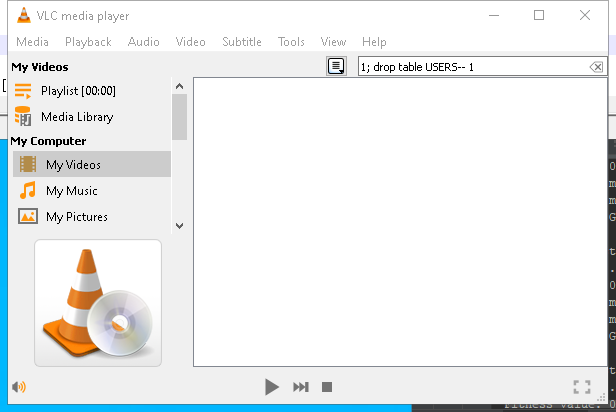 VLC media player
Media Playback Audio Video Subtitle Tools View Help
My Videos
1; drop table USERS-- 1
Playlist [00:00]
Media Library
My Computer
My Videos
My Music
My Pictures